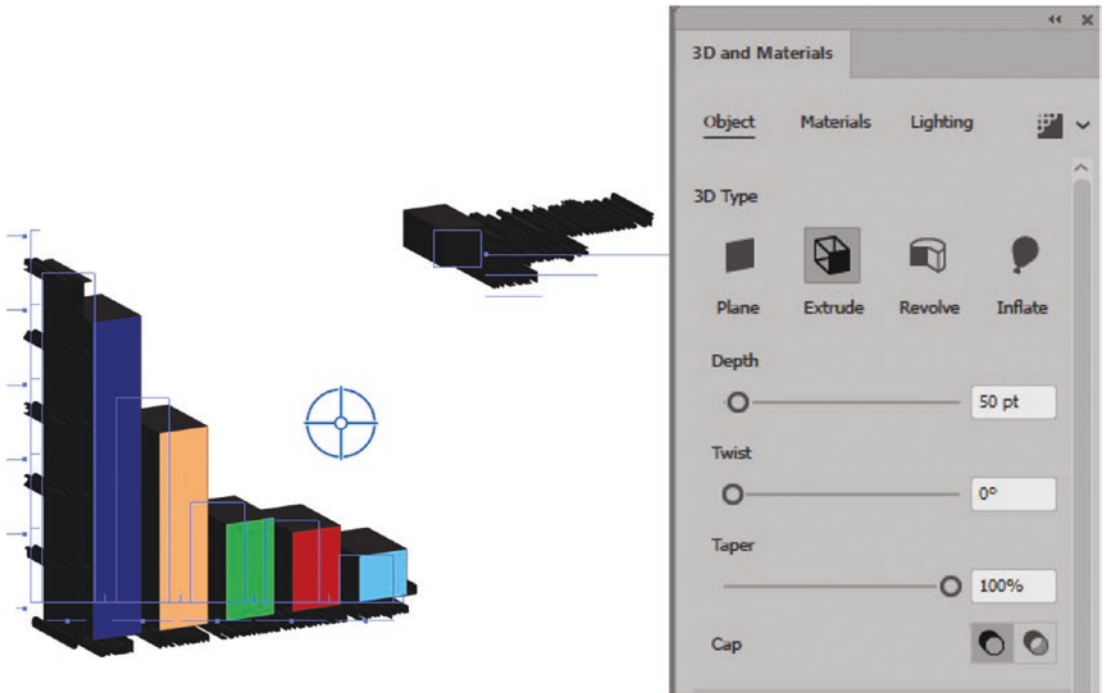 3D and Materials
Object Materials Lighting
3D Type
Plane Extrude Revolve Inflate
Depth
50 pt
Twist
0°
Taper
100%
Cap